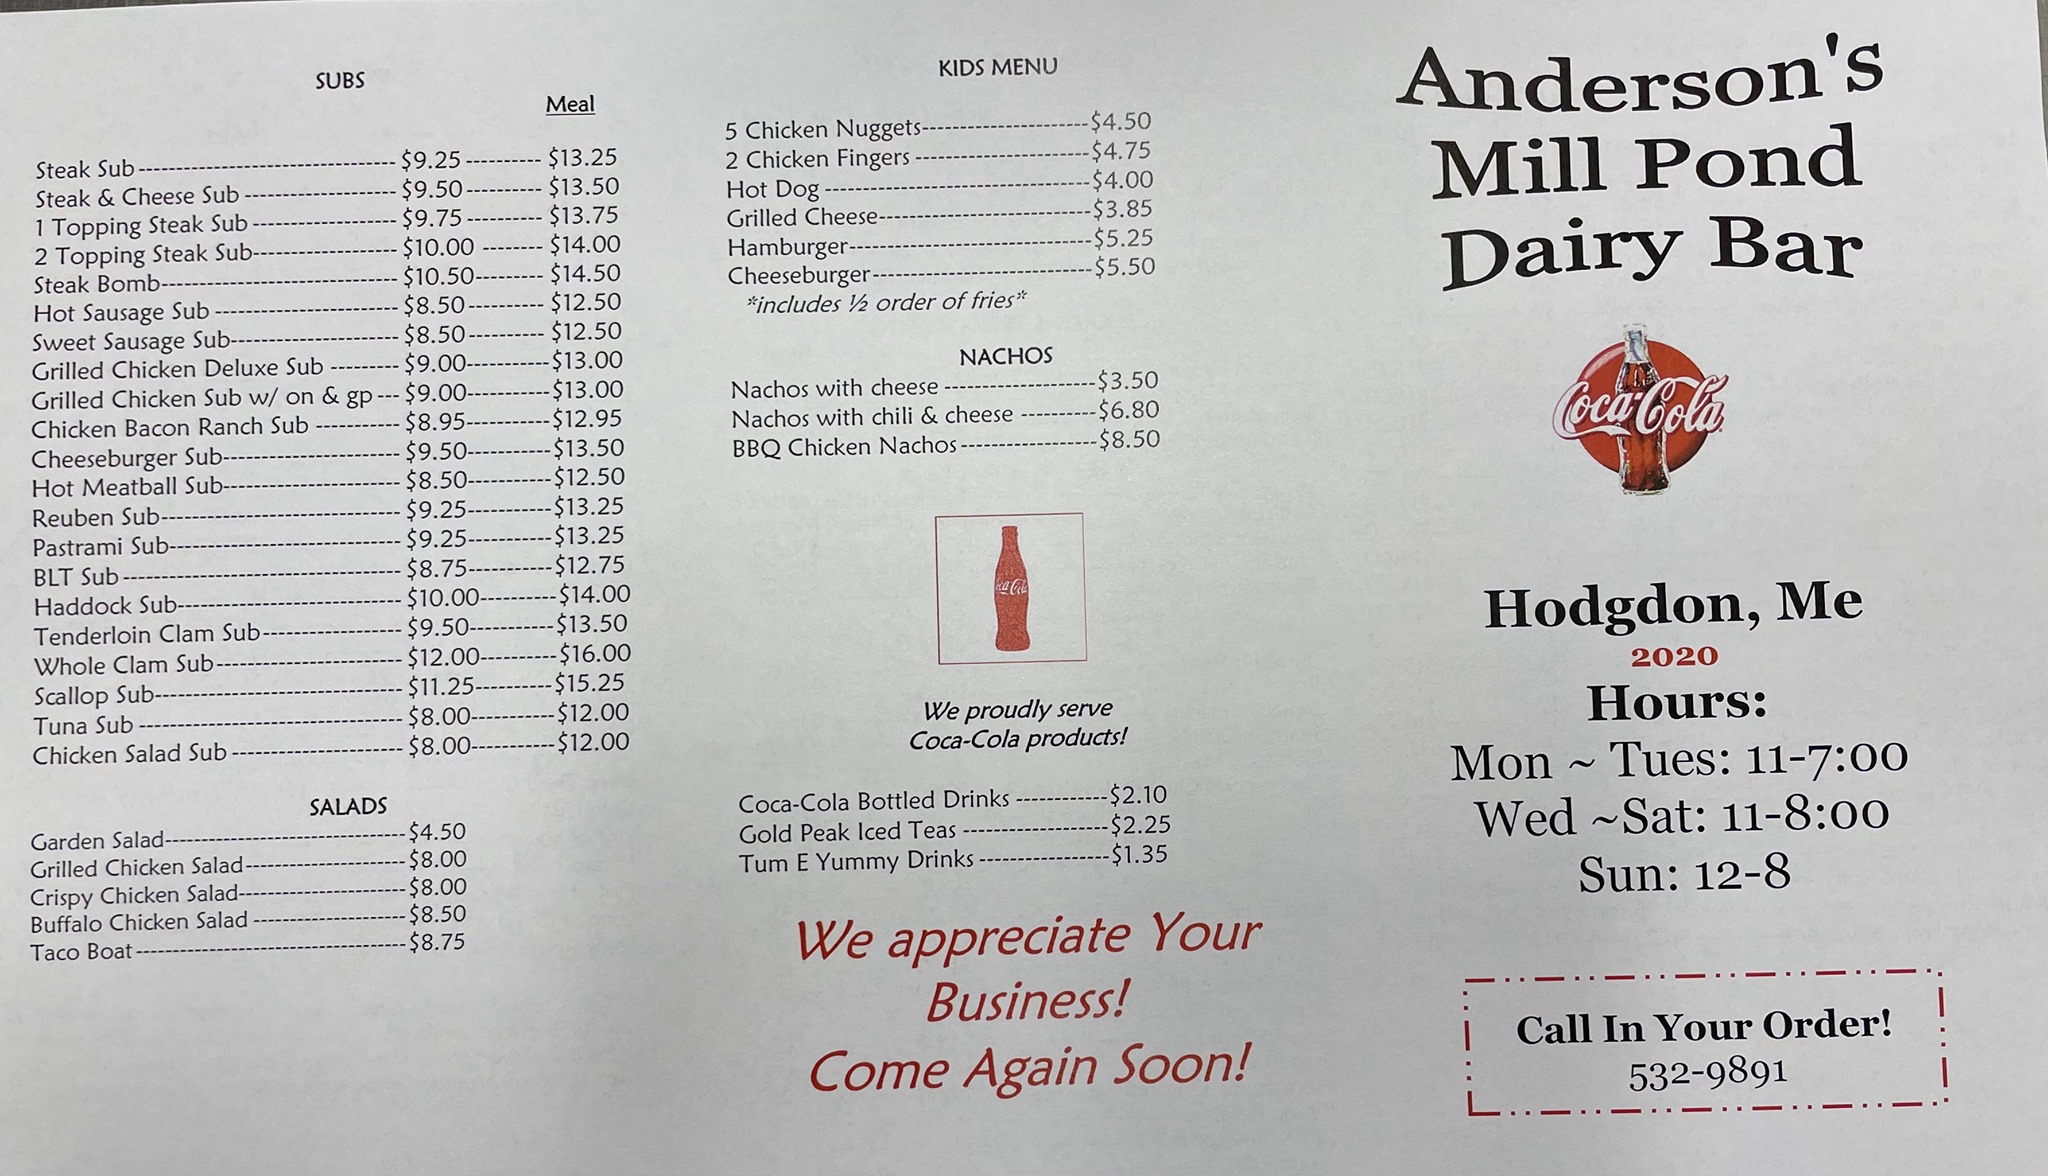 SUBS
Meal
Steak Sub ---------- $9.25 ---------- $13.25
Steak & Cheese Sub ---------- $9.50 ---------- $13.50
1 Topping Steak Sub ---------- $9.75 ---------- $13.75
2 Topping Steak Sub ---------- $10.00 ---------- $14.00
Steak Bomb ---------- $10.50 ---------- $14.50
Hot Sausage Sub ---------- $8.50 ---------- $12.50
Sweet Sausage Sub ---------- $8.50 ---------- $12.50
Grilled Chicken Deluxe Sub ---------- $9.00 ---------- $13.00
Grilled Chicken Sub w/ on & gp --- $9.00 ---------- $13.00
Chicken Bacon Ranch Sub ---------- $8.95 ---------- $12.95
Cheeseburger Sub ---------- $9.50 ---------- $13.50
Hot Meatball Sub ---------- $8.50 ---------- $12.50
Reuben Sub ---------- $9.25 ---------- $13.25
Pastrami Sub ---------- $9.25 ---------- $13.25
BLT Sub ---------- $8.75 ---------- $12.75
Haddock Sub ---------- $10.00 ---------- $14.00
Tenderloin Clam Sub ---------- $9.50 ---------- $13.50
Whole Clam Sub ---------- $12.00 ---------- $16.00
Scallop Sub ---------- $11.25 ---------- $15.25
Tuna Sub ---------- $8.00 ---------- $12.00
Chicken Salad Sub ---------- $8.00 ---------- $12.00
SALADS
Garden Salad ---------- $4.50
Grilled Chicken Salad ---------- $8.00
Crispy Chicken Salad ---------- $8.00
Buffalo Chicken Salad ---------- $8.50
Taco Boat ---------- $8.75
KIDS MENU
5 Chicken Nuggets ---------- $4.50
2 Chicken Fingers ---------- $4.75
Hot Dog ---------- $4.00
Grilled Cheese ---------- $3.85
Hamburger ---------- $5.25
Cheeseburger ---------- $5.50
*includes ½ order of fries*
NACHOS
Nachos with cheese ---------- $3.50
Nachos with chili & cheese ---------- $6.80
BBQ Chicken Nachos ---------- $8.50
Coca-Cola
We proudly serve
Coca-Cola products!
Coca-Cola Bottled Drinks ---------- $2.10
Gold Peak Iced Teas ---------- $2.25
Tum E Yummy Drinks ---------- $1.35
We appreciate Your
Business!
Come Again Soon!
Anderson's
Mill Pond
Dairy Bar
Coca-Cola
Hodgdon, Me
2020
Hours:
Mon ~ Tues: 11-7:00
Wed ~Sat: 11-8:00
Sun: 12-8
Call In Your Order!
532-9891